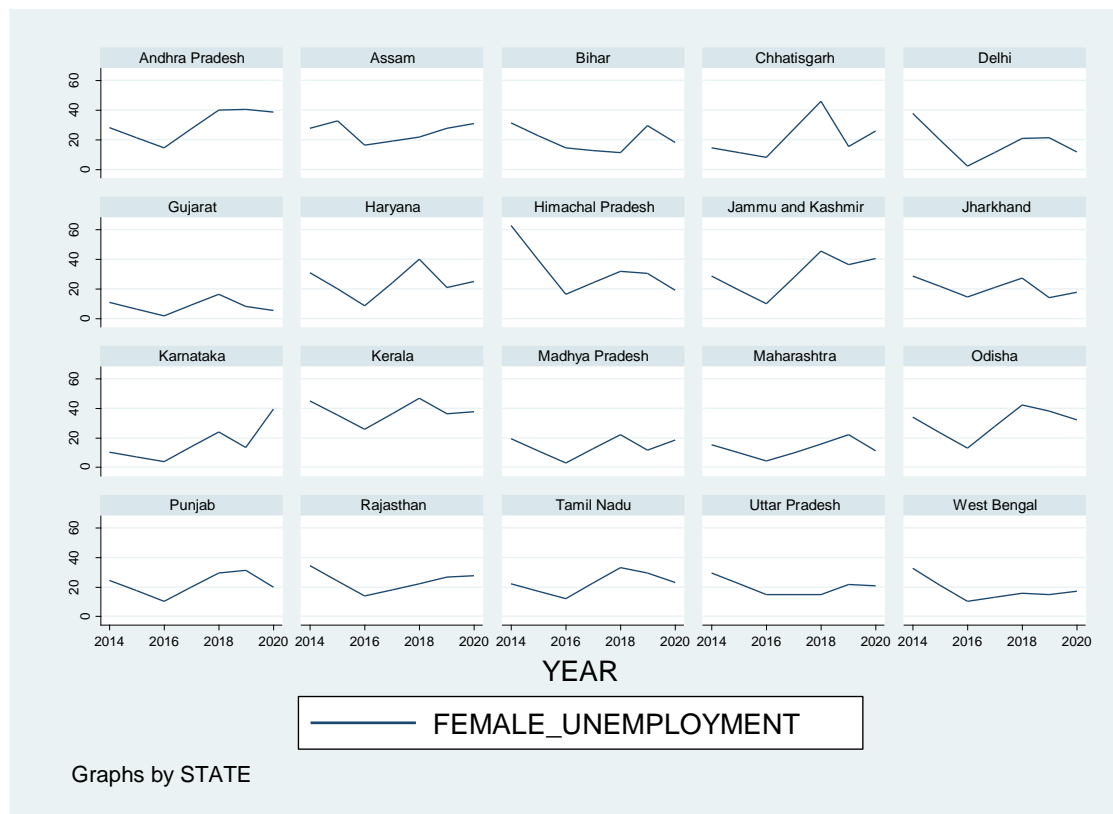 Andhra Pradesh Assam Bihar Chhatisgarh Delhi
60
40
20
0
Gujarat Haryana Himachal Pradesh Jammu and Kashmir Jharkhand
60
40
20
0
Karnataka Kerala Madhya Pradesh Maharashtra Odisha
60
40
20
0
Punjab Rajasthan Tamil Nadu Uttar Pradesh West Bengal
60
40
20
0
2014 2016 2018 2020 2014 2016 2018 2020 2014 2016 2018 2020 2014 2016 2018 2020 2014 2016 2018 2020
YEAR
FEMALE_UNEMPLOYMENT
Graphs by STATE